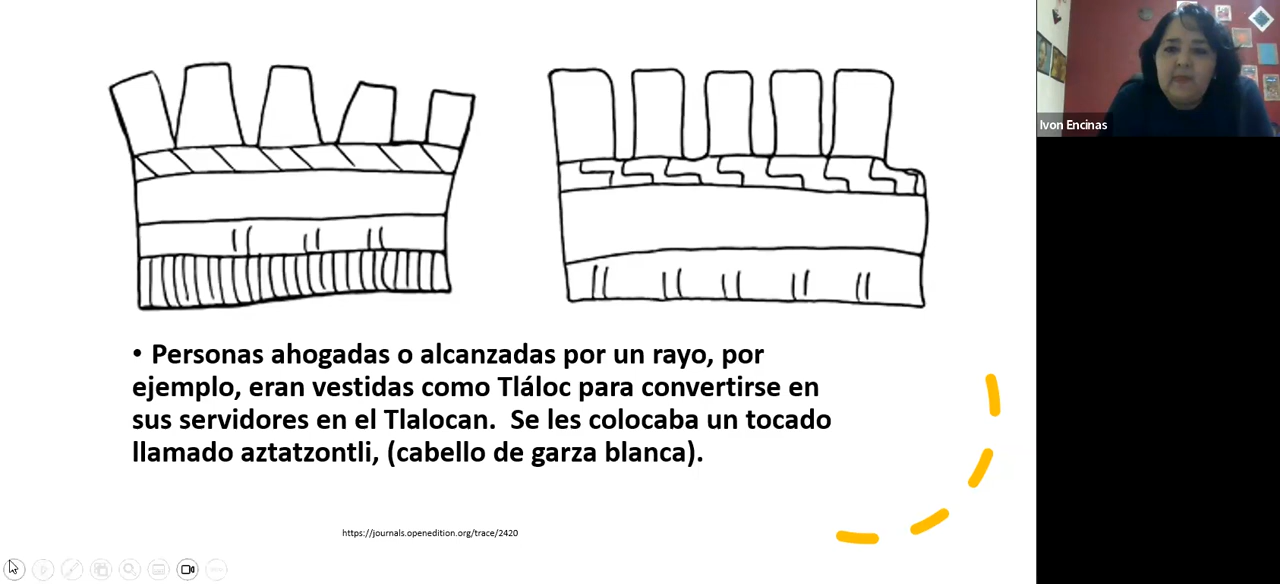 Ivon Encinas
• Personas ahogadas o alcanzadas por un rayo, por
ejemplo, eran vestidas como Tláloc para convertirse en
sus servidores en el Tlalocan.  Se les colocaba un tocado
llamado aztatzontli, (cabello de garza blanca).
https://journals.openedition.org/trace/2420